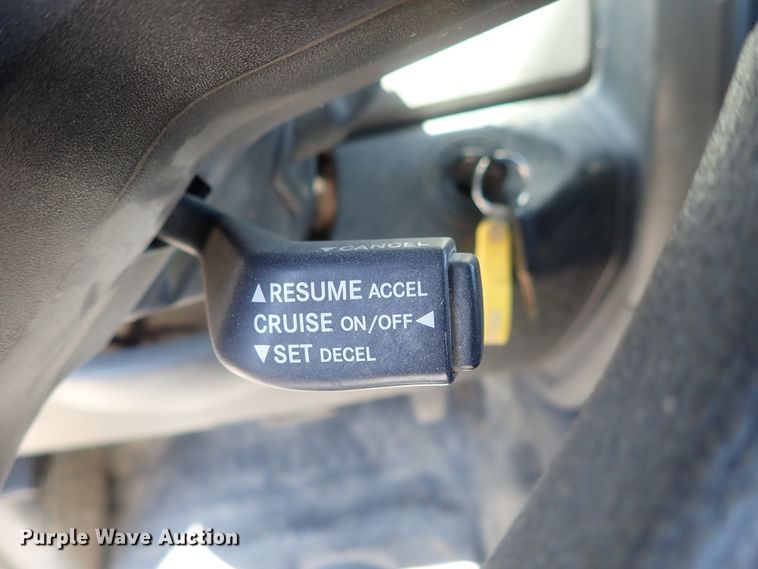 ▼CANCEL
▲RESUME ACCEL
CRUISE ON/OFF◀
▼SET DECEL
Purple Wave Auction